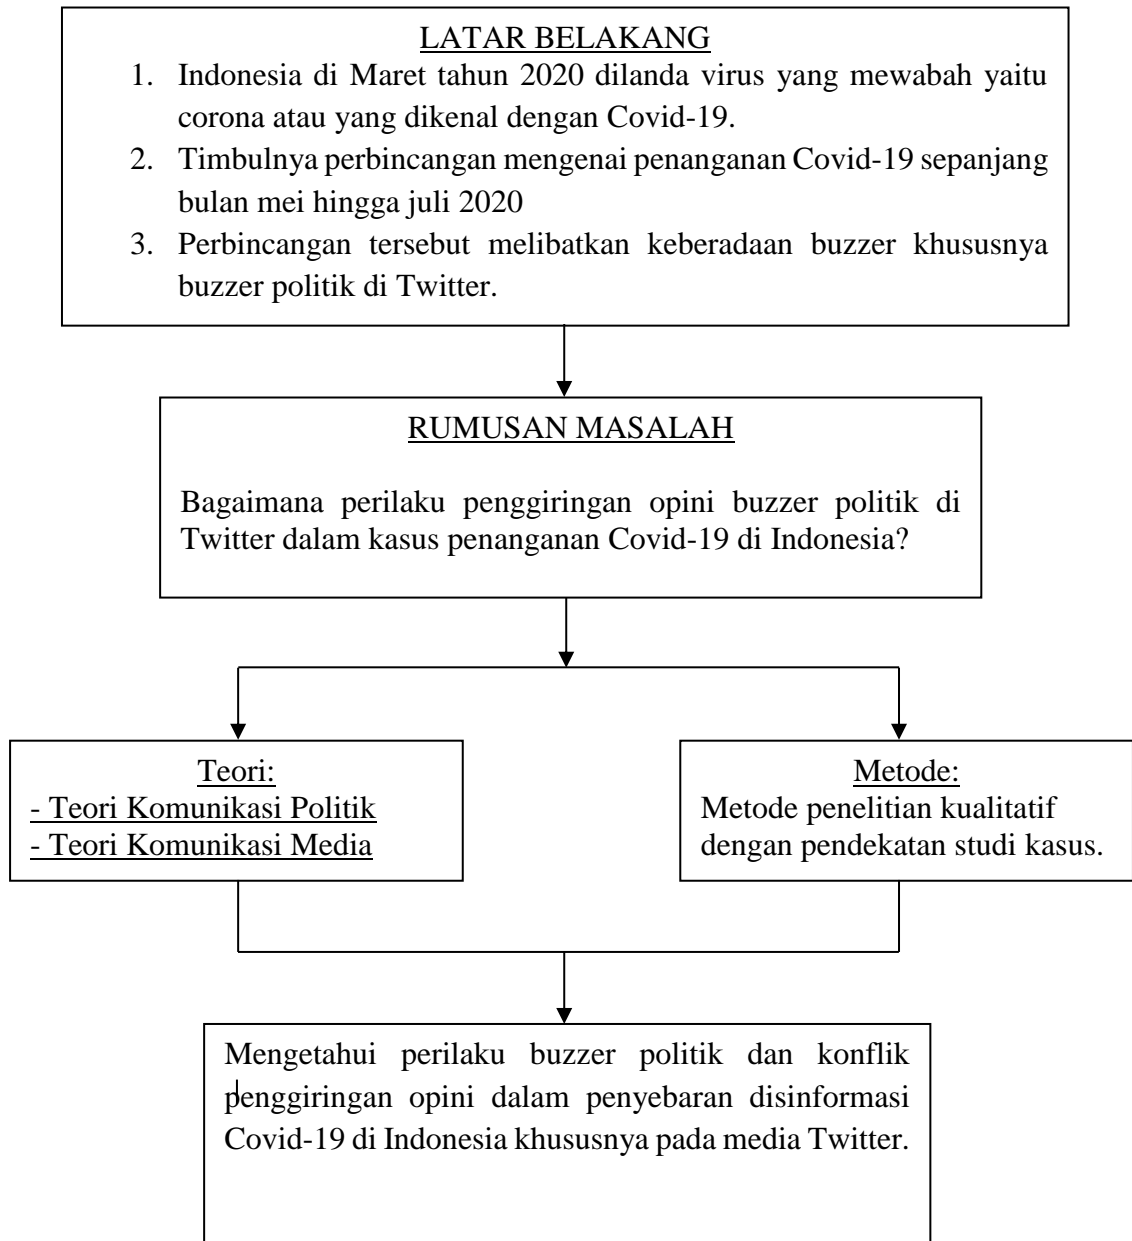 LATAR BELAKANG
1. Indonesia di Maret tahun 2020 dilanda virus yang mewabah yaitu
corona atau yang dikenal dengan Covid-19.
2. Timbulnya perbincangan mengenai penanganan Covid-19 sepanjang
bulan mei hingga juli 2020
3. Perbincangan tersebut melibatkan keberadaan buzzer khususnya
buzzer politik di Twitter.
RUMUSAN MASALAH
Bagaimana perilaku penggiringan opini buzzer politik di
Twitter dalam kasus penanganan Covid-19 di Indonesia?
Teori:
- Teori Komunikasi Politik
- Teori Komunikasi Media
Metode:
Metode penelitian kualitatif
dengan pendekatan studi kasus.
Mengetahui perilaku buzzer politik dan konflik
penggiringan opini dalam penyebaran disinformasi
Covid-19 di Indonesia khususnya pada media Twitter.